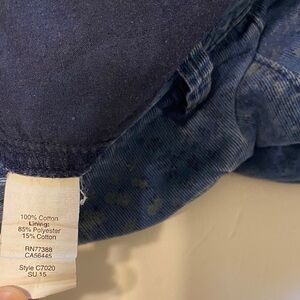 100% Cotton
Lining:
85% Polyester
15% Cotton
RN77388
CA56445
Style C7020
SU 15